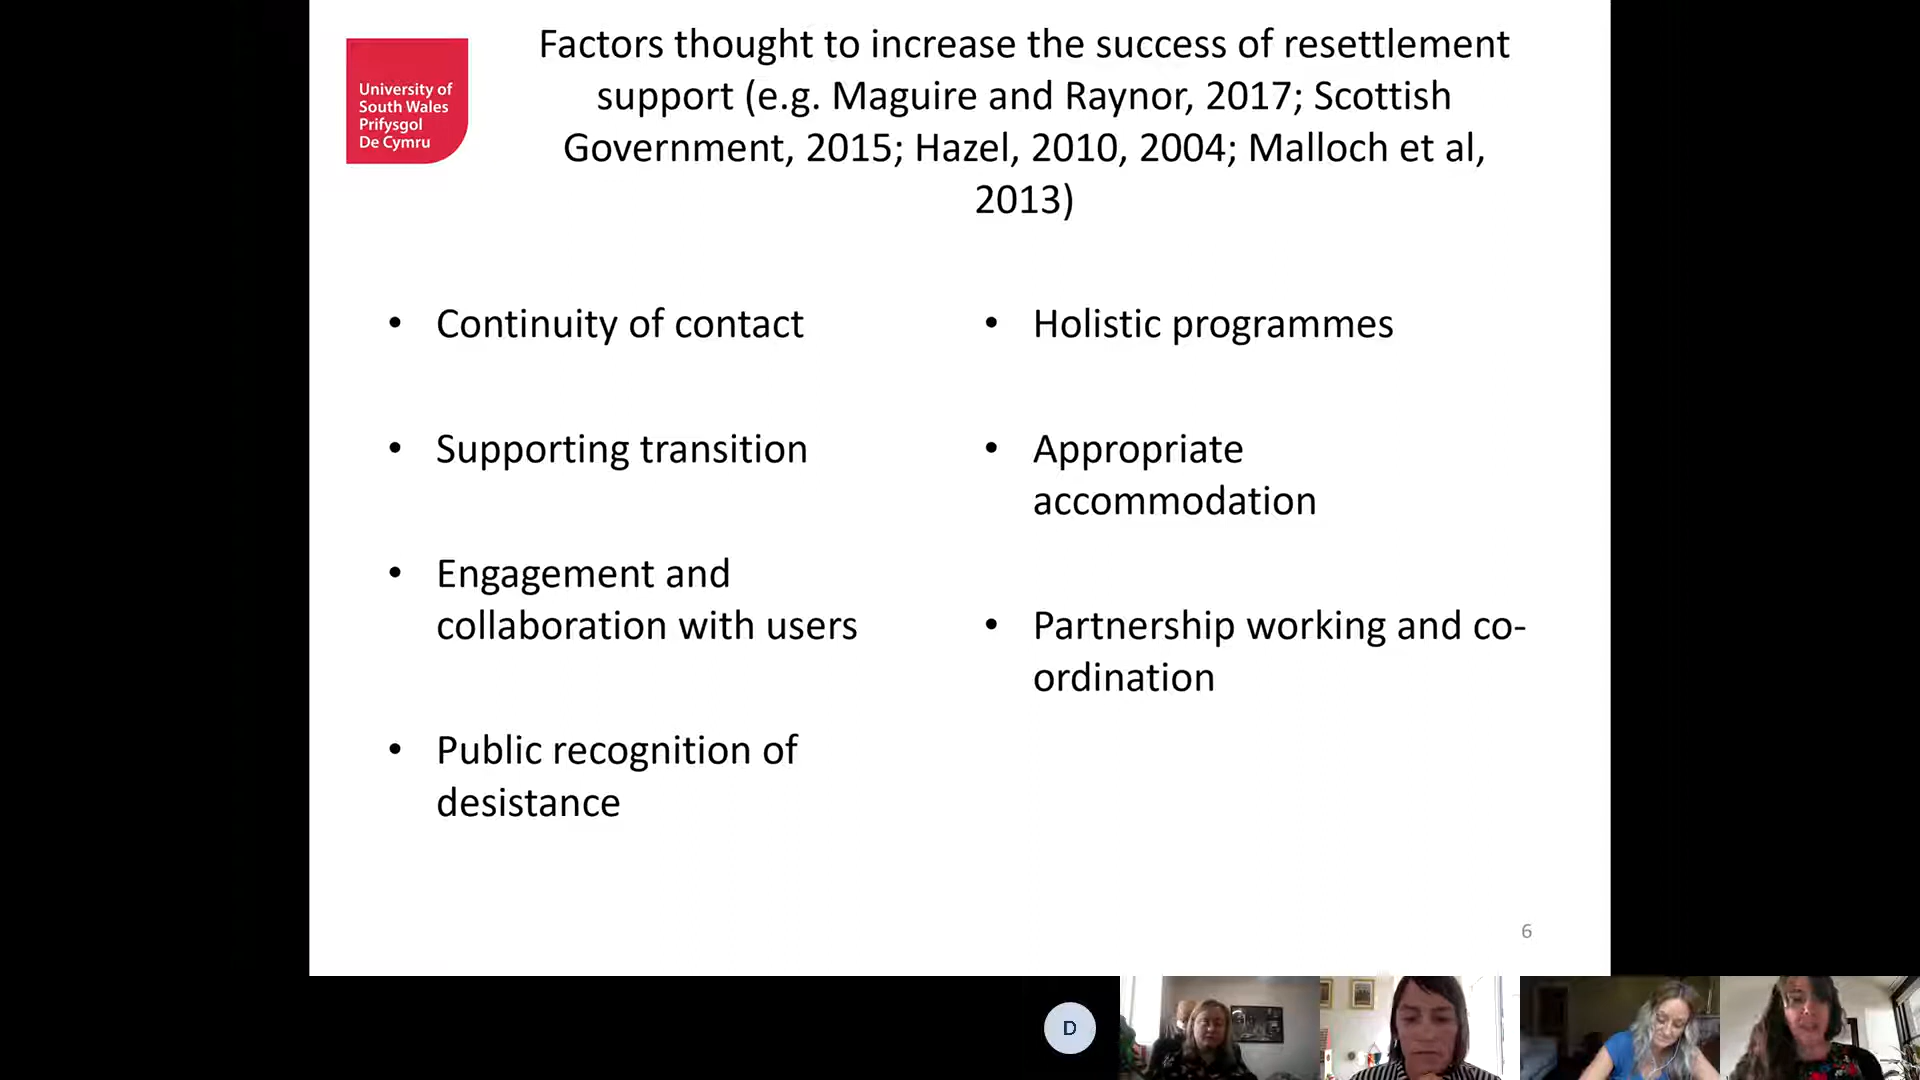 University of
South Wales
Prifysgol
De Cymru
Factors thought to increase the success of resettlement
support (e.g. Maguire and Raynor, 2017; Scottish
Government, 2015; Hazel, 2010, 2004; Malloch et al,
2013)
• Continuity of contact
• Supporting transition
• Engagement and
collaboration with users
• Public recognition of
desistance
• Holistic programmes
• Appropriate
accommodation
• Partnership working and co-
ordination
6
D